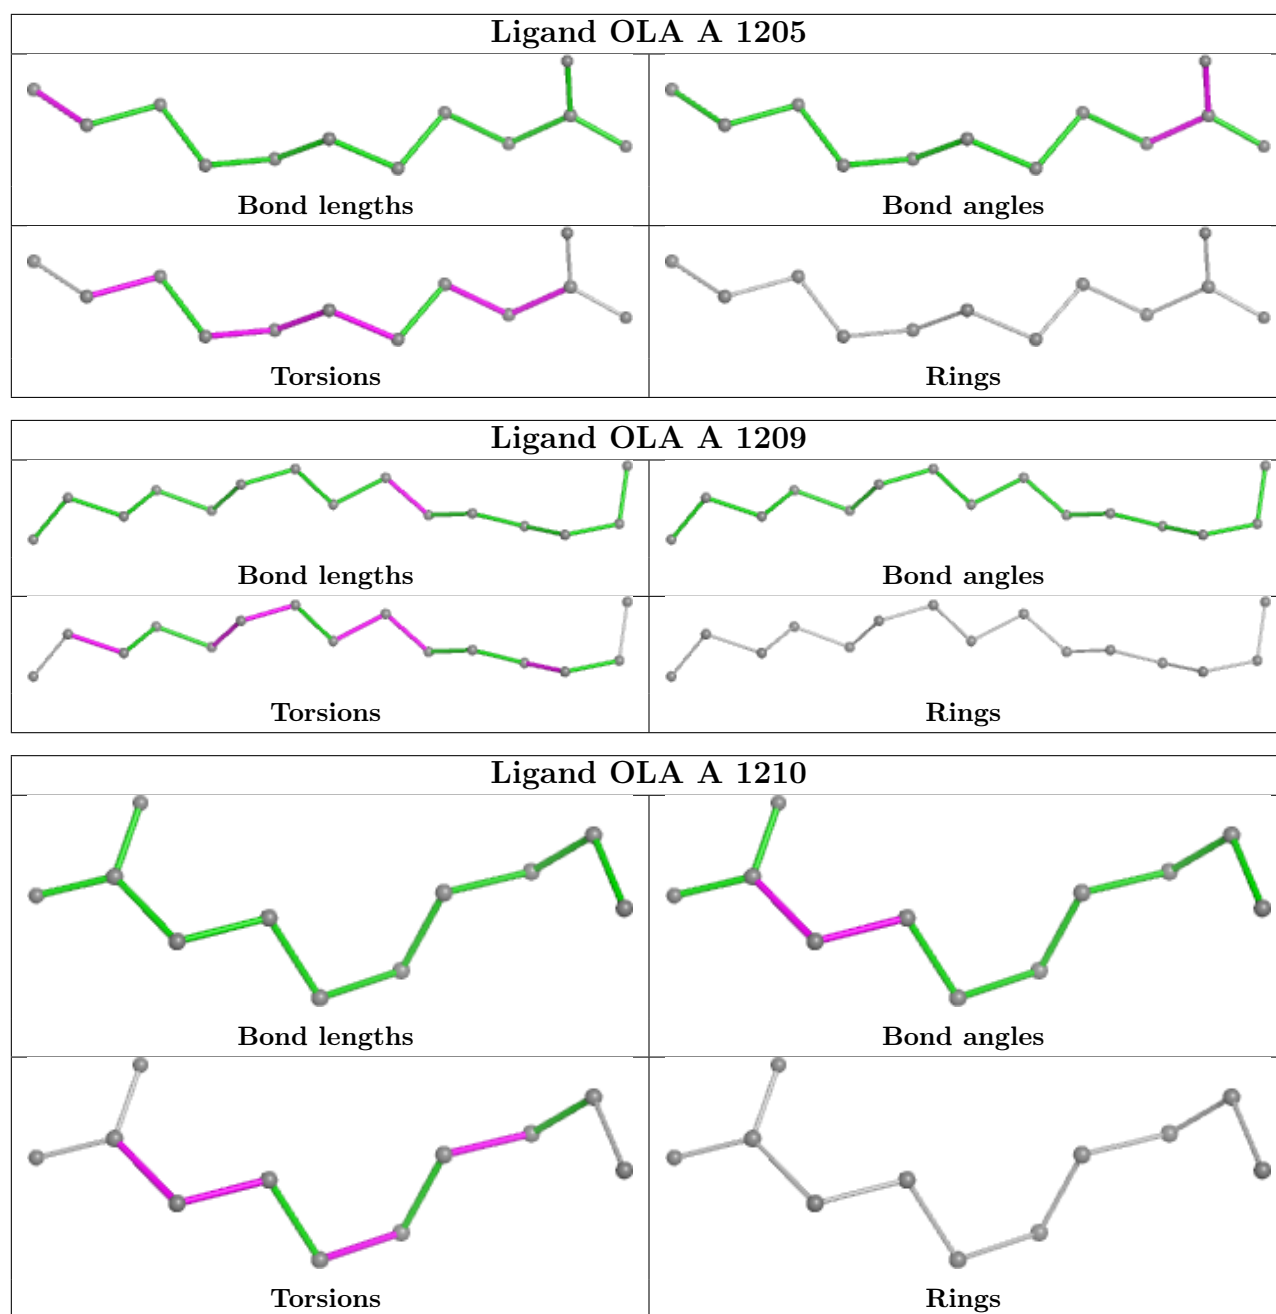 Ligand OLA A 1205
Bond lengths
Bond angles
Torsions
Rings
Ligand OLA A 1209
Bond lengths
Bond angles
Torsions
Rings
Ligand OLA A 1210
Bond lengths
Bond angles
Torsions
Rings